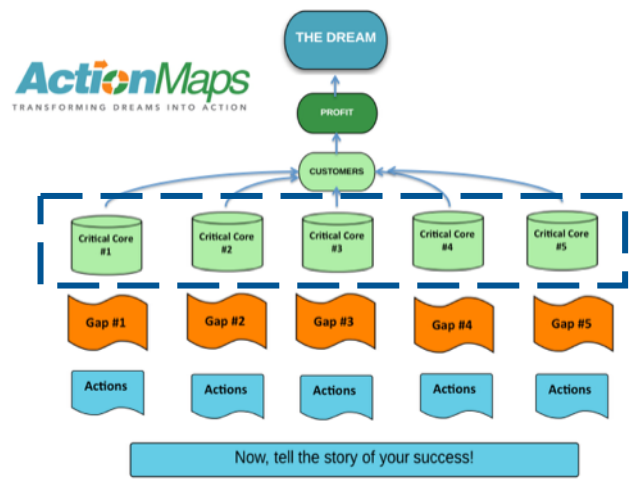 THE DREAM
ActionMaps
TRANSFORMING DREAMS INTO ACTION
PROFIT
CUSTOMERS
Critical Core
#1
Critical Core
#2
Critical Core
#3
Critical Core
#4
Critical Core
#5
Gap #1
Gap #2
Gap #3
Gap #4
Gap #5
Actions
Actions
Actions
Actions
Actions
Now, tell the story of your success!